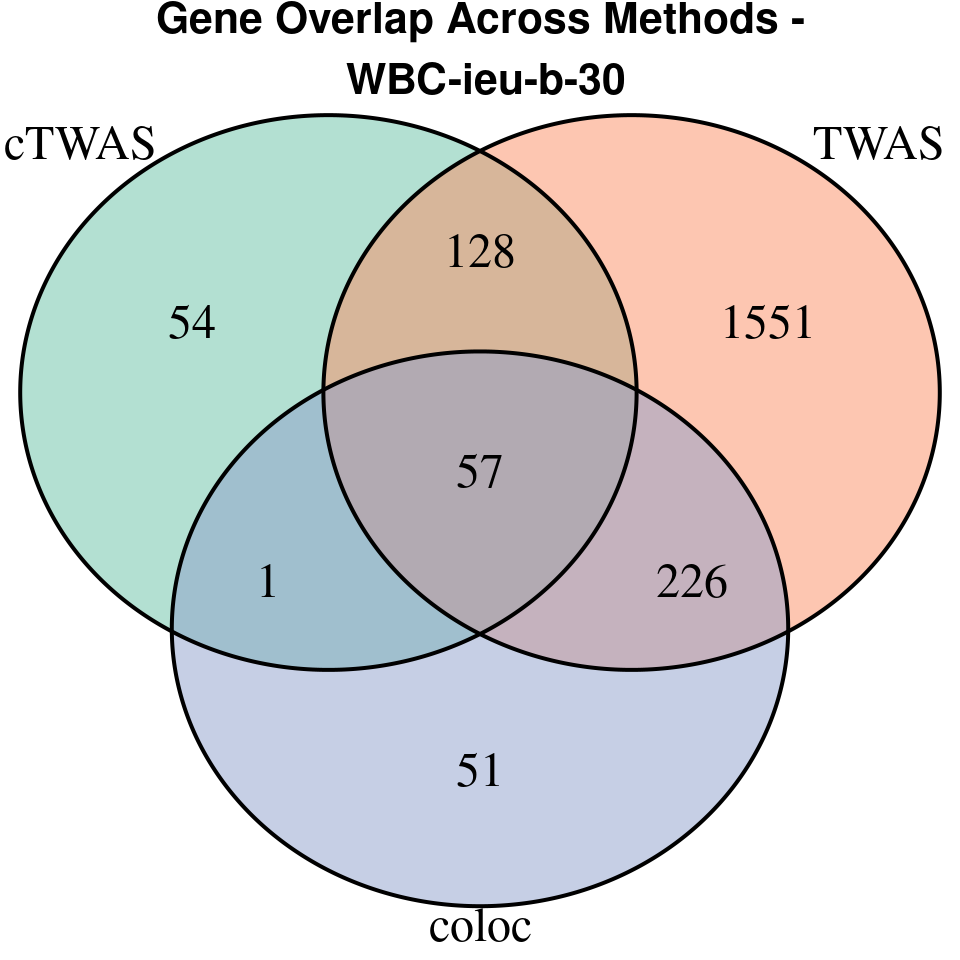 Gene Overlap Across Methods -
WBC-ieu-b-30
cTWAS
TWAS
128
54
1551
57
1
226
51
coloc